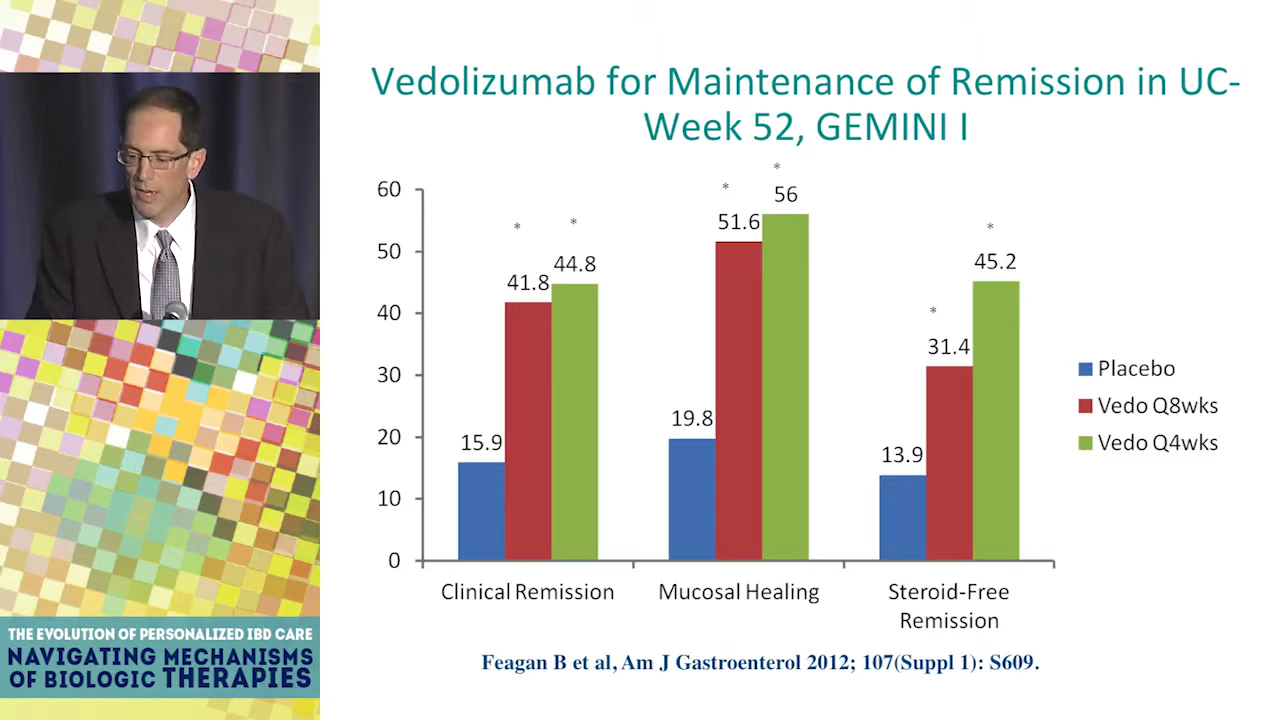 Vedolizumab for Maintenance of Remission in UC-
Week 52, GEMINI I
60
50
40
30
20
10
0
15.9
41.8
*
44.8
*
19.8
51.6
*
56
*
13.9
31.4
*
45.2
*
Clinical Remission
Mucosal Healing
Steroid-Free
Remission
Placebo
Vedo Q8wks
Vedo Q4wks
Feagan B et al, Am J Gastroenterol 2012; 107(Suppl 1): S609.
THE EVOLUTION OF PERSONALIZED IBD CARE
NAVIGATING MECHANISMS
OF BIOLOGIC THERAPIES